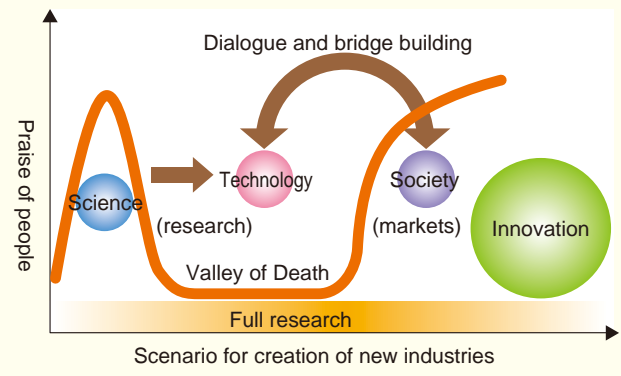 Dialogue and bridge building
Praise of
people
Science
Technology
Society
(research)
(markets)
Innovation
Valley of Death
Full research
Scenario for creation of new industries